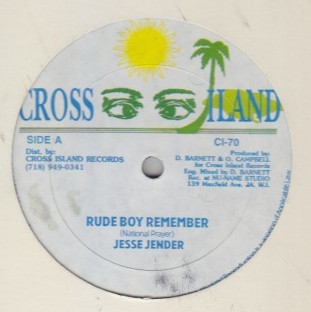 CROSS ILAND
SIDE A
CI-70
Dist. by:
CROSS ISLAND RECORDS
(718) 949-0341
Produced by:
D. BARNETT & O. CAMPBELL
for Cross Island Records
Eng. Mixed by D. BARNETT
Rec. at NU-NAME STUDIO
139 Maxfield Ave, JA, W.I.
RUDE BOY REMEMBER
(National Prayer)
JESSE JENDER